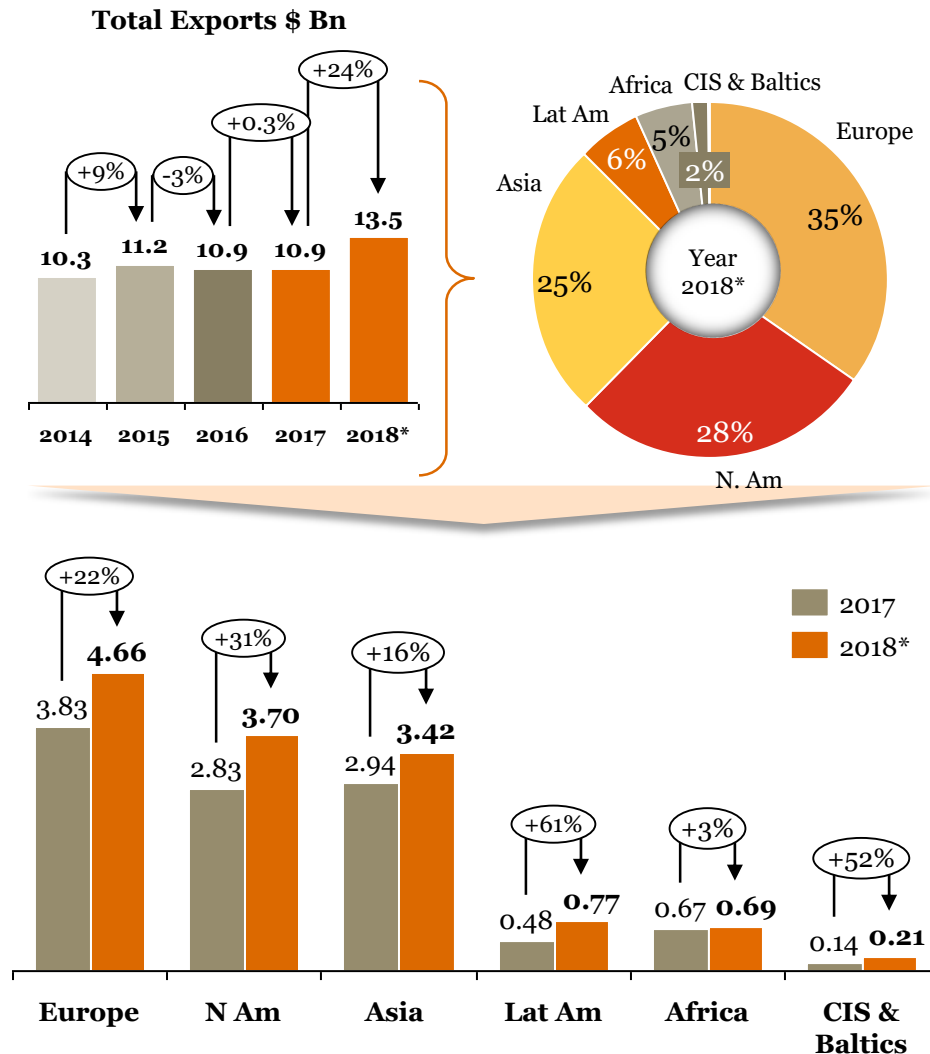 Total Exports $ Bn
+24%
+0.3%
+9%
-3%
10.3
11.2
10.9
10.9
13.5
2014
2015
2016
2017
2018*
CIS & Baltics
Africa
Lat Am
Europe
Asia
5%
6%
2%
35%
25%
Year
2018*
28%
N. Am
2017
2018*
+22%
3.83
4.66
+31%
2.83
3.70
+16%
2.94
3.42
+61%
0.48
0.77
+3%
0.67
0.69
+52%
0.14
0.21
Europe
N Am
Asia
Lat Am
Africa
CIS &
Baltics